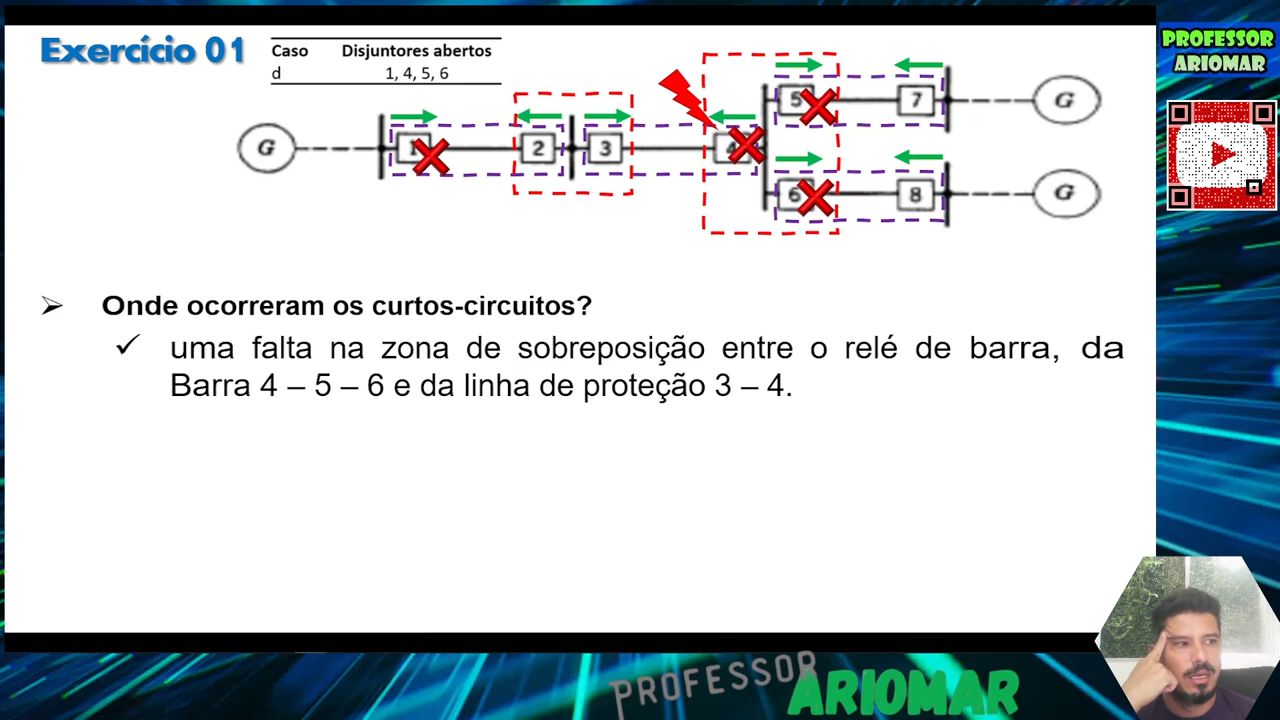 Exercício 01
Caso Disjuntores abertos
d 1, 4, 5, 6
PROFESSOR
ARIOMAR
5 7 G
G 1 2 3 4
6 8 G
➢ Onde ocorreram os curtos-circuitos?
✓ uma falta na zona de sobreposição entre o relé de barra, da
Barra 4 – 5 – 6 e da linha de proteção 3 – 4.
PROFESSOR ARIOMAR